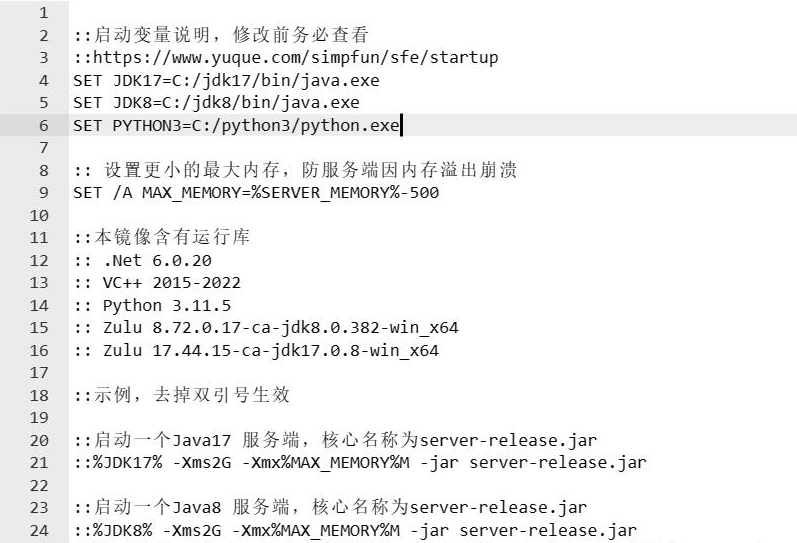 1
2 ::启动变量说明，修改前务必查看
3 ::https://www.yuque.com/simpfun/sfe/startup
4 SET JDK17=C:/jdk17/bin/java.exe
5 SET JDK8=C:/jdk8/bin/java.exe
6 SET PYTHON3=C:/python3/python.exe
7
8 :: 设置更小的最大内存，防服务端因内存溢出崩溃
9 SET /A MAX_MEMORY=%SERVER_MEMORY%-500
10
11 ::本镜像含有运行库
12 :: .Net 6.0.20
13 :: VC++ 2015-2022
14 :: Python 3.11.5
15 :: Zulu 8.72.0.17-ca-jdk8.0.382-win_x64
16 :: Zulu 17.44.15-ca-jdk17.0.8-win_x64
17
18 ::示例，去掉双引号生效
19
20 ::启动一个Java17 服务端，核心名称为server-release.jar
21 ::%JDK17% -Xms2G -Xmx%MAX_MEMORY%M -jar server-release.jar
22
23 ::启动一个Java8 服务端，核心名称为server-release.jar
24 ::%JDK8% -Xms2G -Xmx%MAX_MEMORY%M -jar server-release.jar